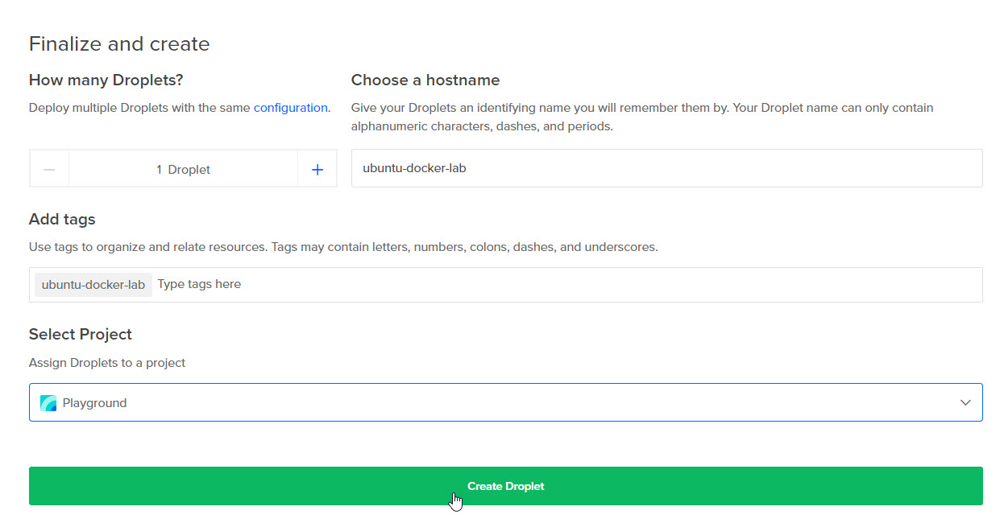 Finalize and create
How many Droplets?
Deploy multiple Droplets with the same configuration.
1 Droplet
Choose a hostname
Give your Droplets an identifying name you will remember them by. Your Droplet name can only contain
alphanumeric characters, dashes, and periods.
ubuntu-docker-lab
Add tags
Use tags to organize and relate resources. Tags may contain letters, numbers, colons, dashes, and underscores.
ubuntu-docker-lab Type tags here
Select Project
Assign Droplets to a project
Playground
Create Droplet